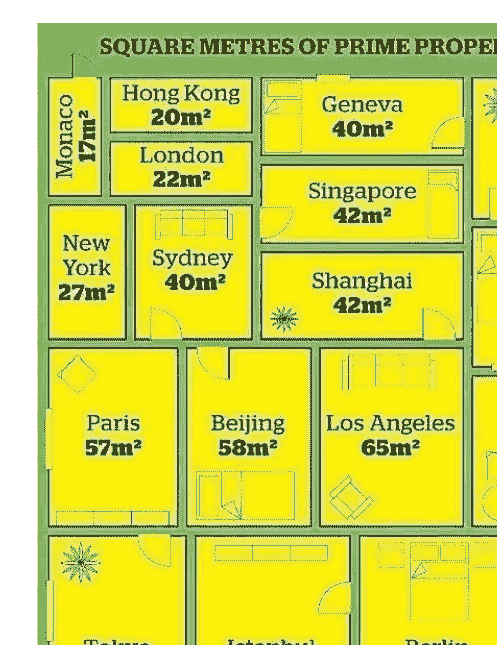 SQUARE METRES OF PRIME
Monaco
17m²
Hong Kong
20m²
London
22m²
Geneva
40m²
Singapore
42m²
New
York
27m²
Sydney
40m²
Shanghai
42m²
Paris
57m²
Beijing
58m²
Los Angeles
65m²